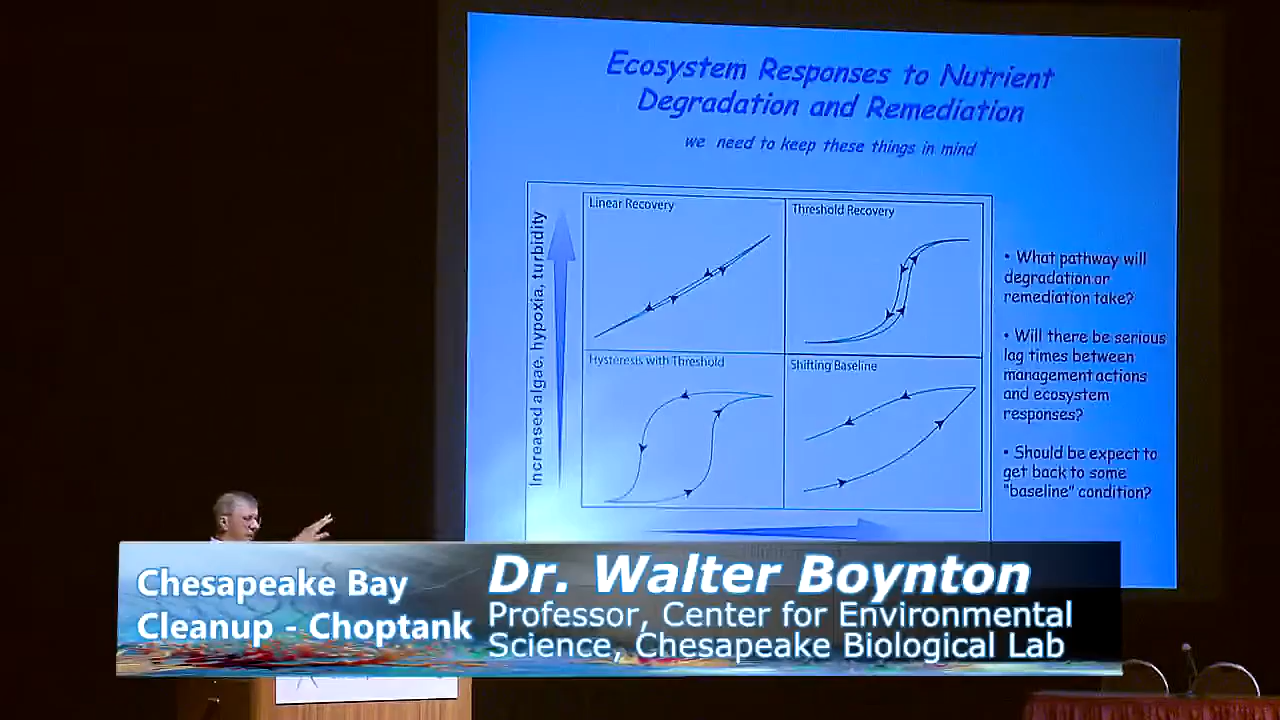 Ecosystem Responses to Nutrient
Degradation and Remediation
we need to keep these things in mind
Increased algae, hypoxia, turbidity
Linear Recovery
Threshold Recovery
Hysteresis with Threshold
Shifting Baseline
• What pathway will
degradation or
remediation take?
• Will there be serious
lag times between
management actions
and ecosystem
responses?
• Should be expect to
get back to some
"baseline" condition?
Chesapeake Bay
Cleanup - Choptank
Dr. Walter Boynton
Professor, Center for Environmental
Science, Chesapeake Biological Lab